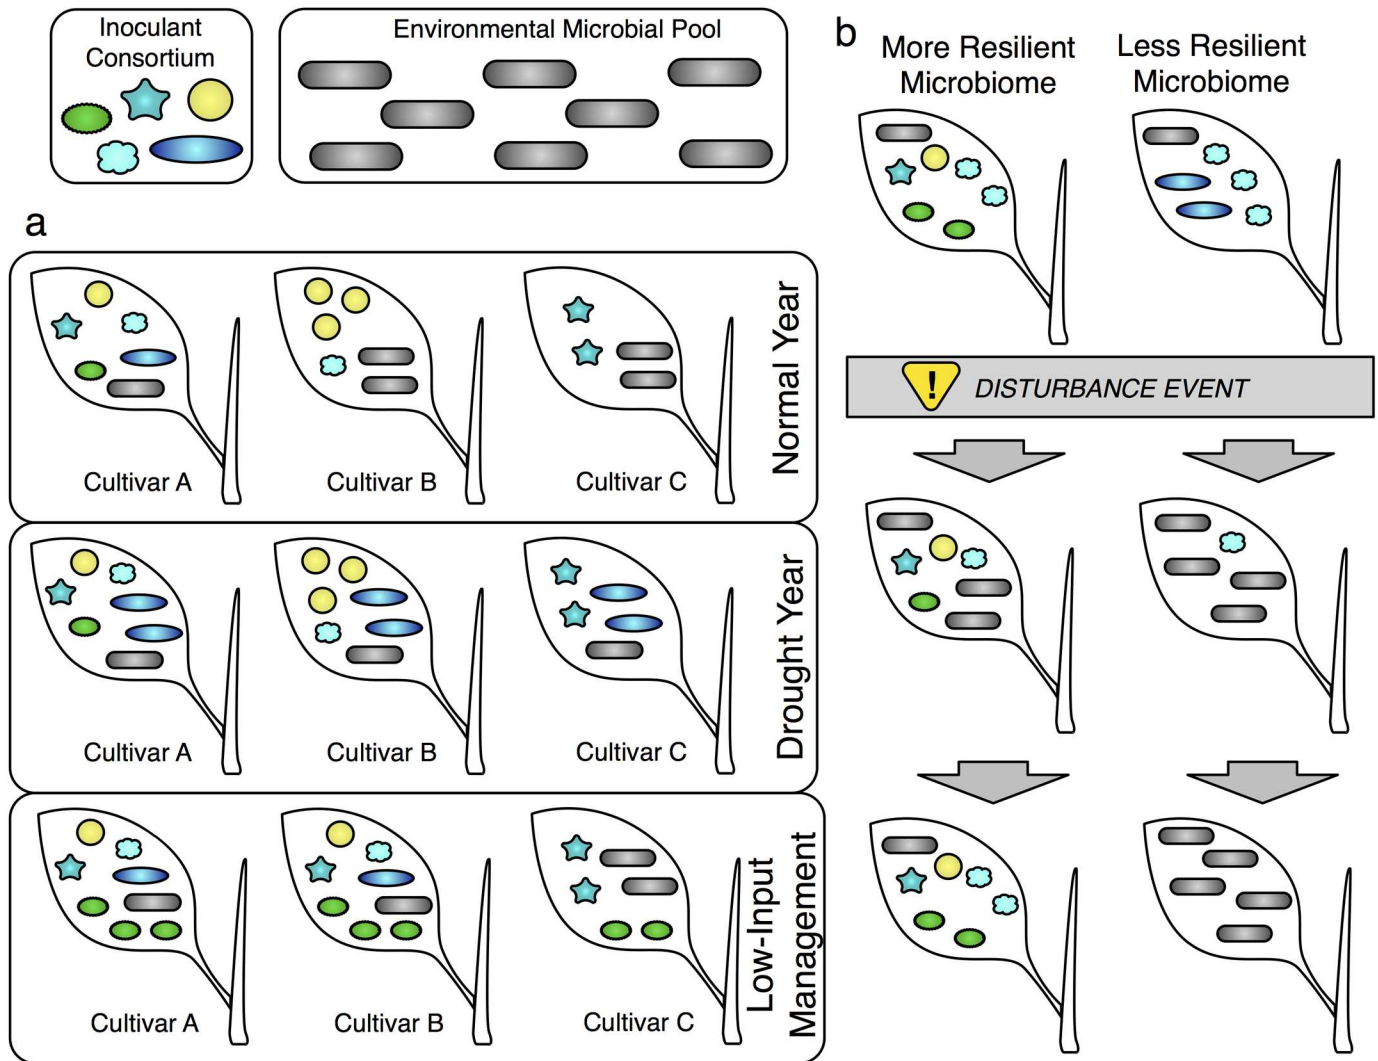 Inoculant
Consortium
Environmental Microbial Pool
a
Cultivar A
Cultivar B
Cultivar C
Normal Year
Cultivar A
Cultivar B
Cultivar C
Drought Year
Cultivar A
Cultivar B
Cultivar C
Low-Input
Management
b
More Resilient
Microbiome
Less Resilient
Microbiome
! DISTURBANCE EVENT